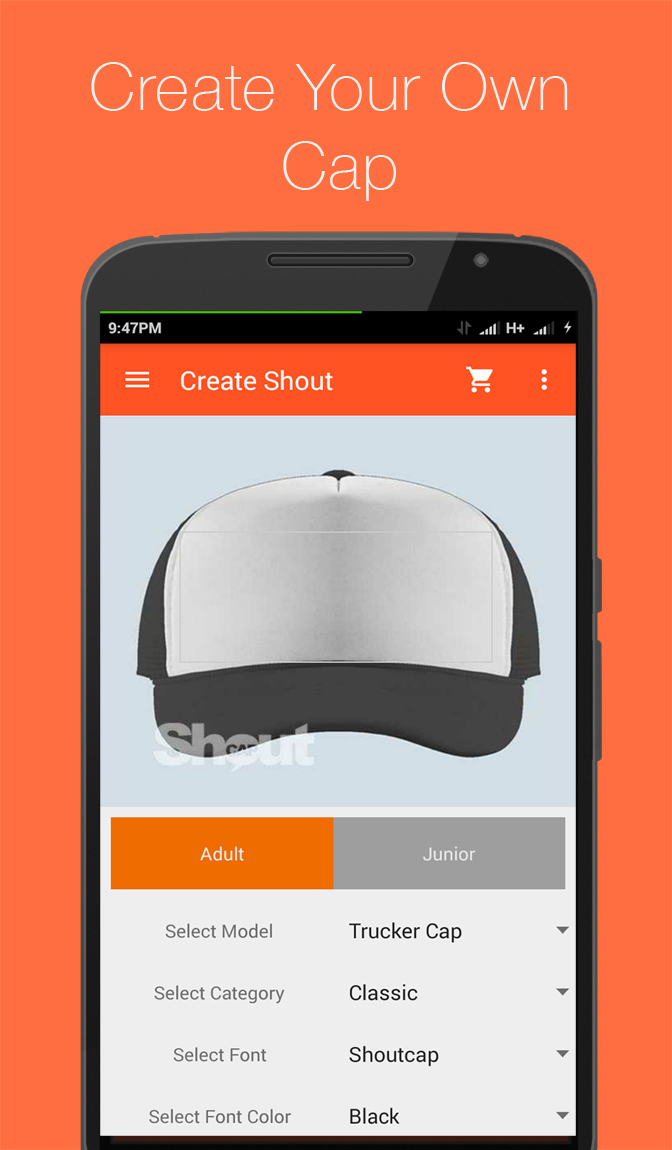 Create Your Own
Cap
9:47PM H+
Create Shout
Shout
CAP
Adult Junior
Select Model Trucker Cap
Select Category Classic
Select Font Shoutcap
Select Font Color Black